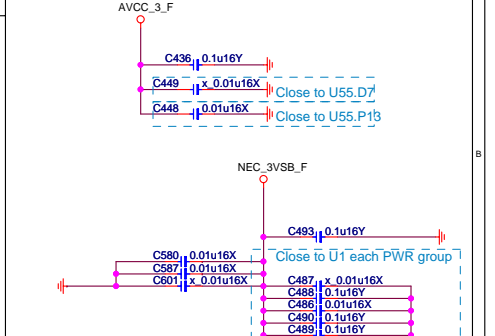 AVCC_3_F
C436 0.1u16Y
C449 x_0.01u16X Close to U55.D7
C448 0.01u16X Close to U55.P13
B
NEC_3VSB_F
C493 0.1u16Y
Close to U1 each PWR group
C580 0.01u16X
C587 0.01u16X
C601 x_0.01u16X
C487 x_0.01u16X
C488 0.1u16Y
C486 0.01u16X
C490 0.1u16Y
C489 0.1u16Y